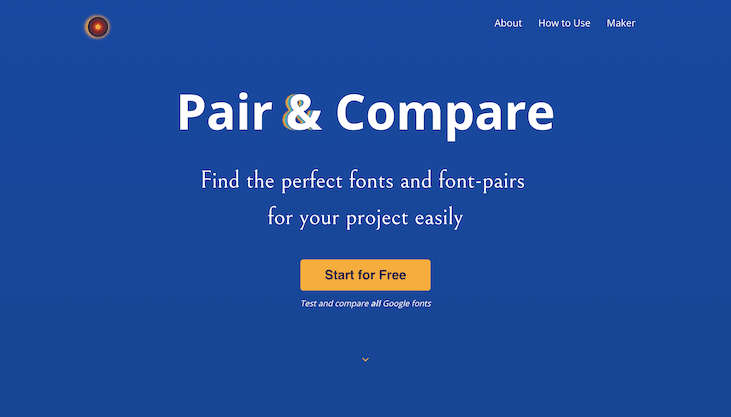 About How to Use Maker
Pair & Compare
Find the perfect fonts and font-pairs
for your project easily
Start for Free
Test and compare all Google fonts